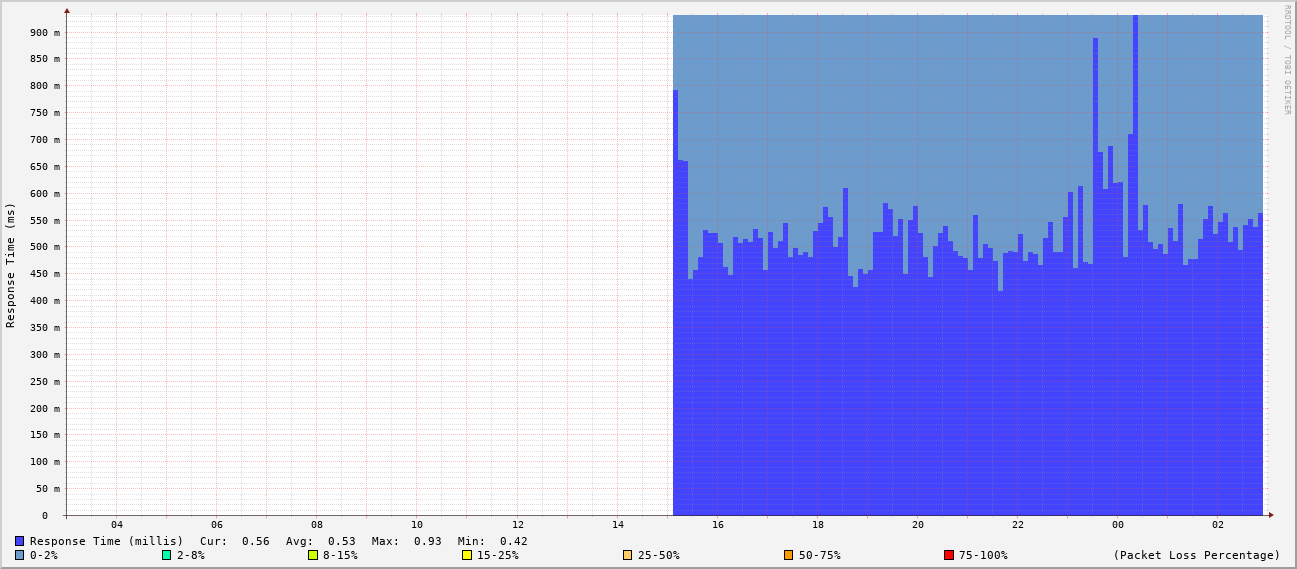 RRDTOOL / TOBI OETIKER
Response Time (ms)
900 m
850 m
800 m
750 m
700 m
650 m
600 m
550 m
500 m
450 m
400 m
350 m
300 m
250 m
200 m
150 m
100 m
50 m
0
04 06 08 10 12 14 16 18 20 22 00 02
Response Time (millis) Cur: 0.56 Avg: 0.53 Max: 0.93 Min: 0.42
0-2% 2-8% 8-15% 15-25% 25-50% 50-75% 75-100% (Packet Loss Percentage)